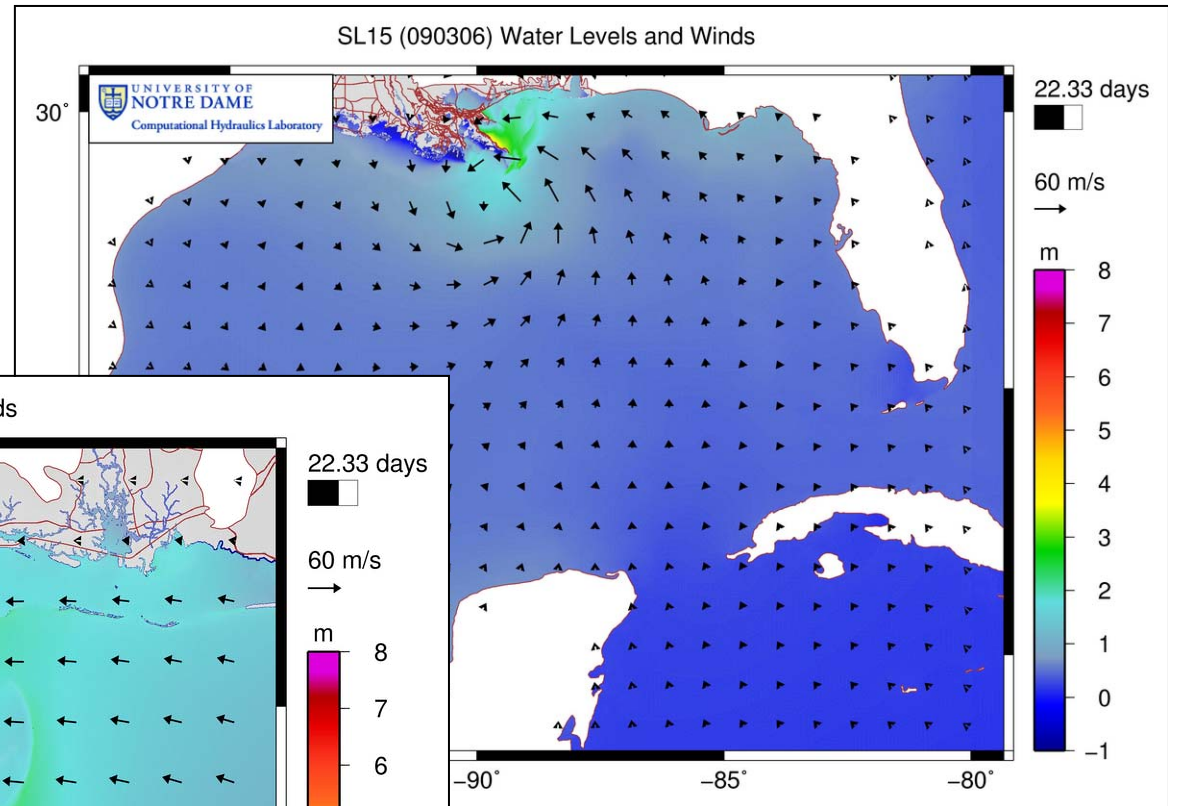 SL15 (090306) Water Levels and Winds
UNIVERSITY OF
NOTRE DAME
Computational Hydraulics Laboratory
30°
22.33 days
60 m/s
m
8
7
6
5
4
3
2
1
0
−1
−90°
−85°
−80°
ds
22.33 days
60 m/s
m
8
7
6